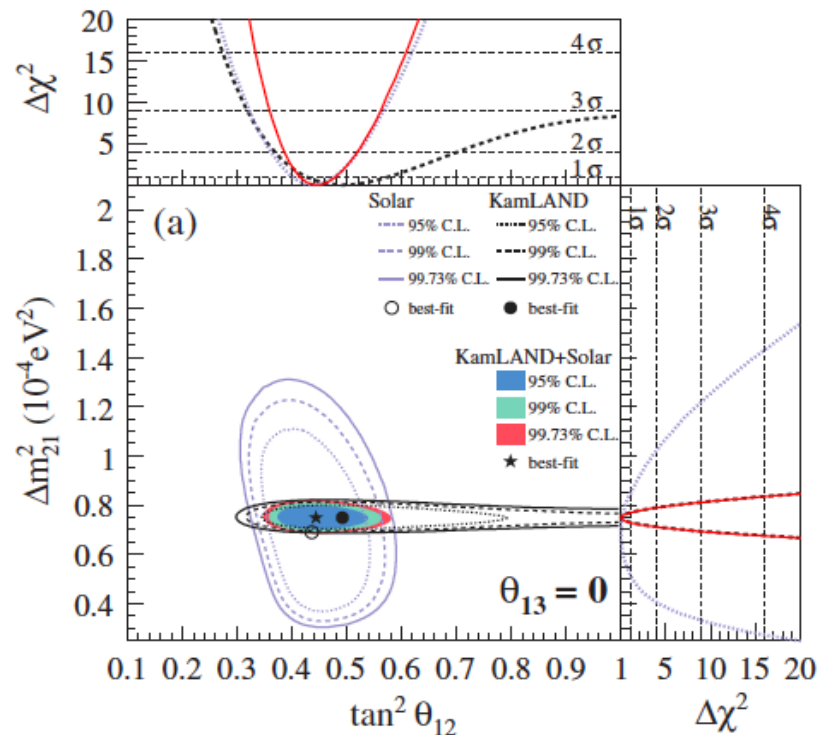 20
15
10
5
Δχ²
4σ
3σ
2σ
1σ
(a)
Solar KamLAND
95% C.L. 95% C.L.
99% C.L. 99% C.L.
99.73% C.L. 99.73% C.L.
best-fit best-fit
KamLAND+Solar
95% C.L.
99% C.L.
99.73% C.L.
best-fit
θ₁₃ = 0
1σ 2σ 3σ 4σ
2
1.8
1.6
1.4
1.2
1
0.8
0.6
0.4
Δm²₂₁ (10⁻⁴eV²)
0.1 0.2 0.3 0.4 0.5 0.6 0.7 0.8 0.9 1 5 10 15 20
tan² θ₁₂ Δχ²